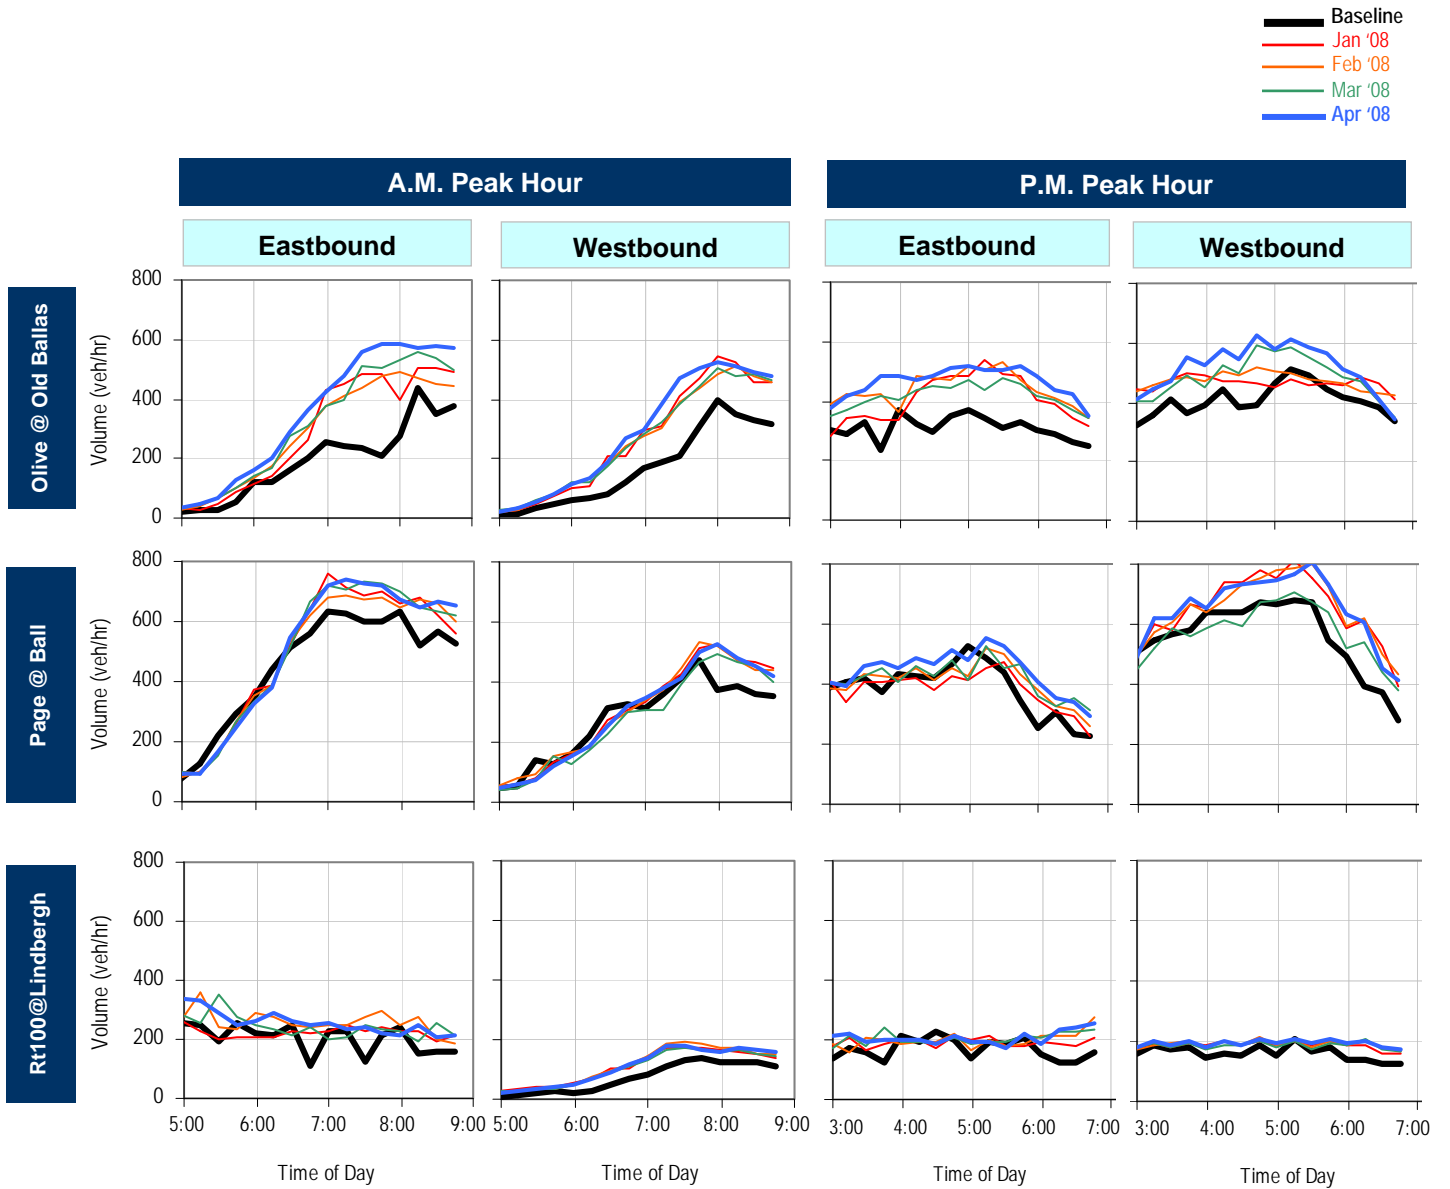 Baseline
Jan ‘08
Feb ‘08
Mar ‘08
Apr ‘08
A.M. Peak Hour
P.M. Peak Hour
Eastbound
Westbound
Eastbound
Westbound
Olive @ Old Ballas
Volume (veh/hr)
800
600
400
200
0
Page @ Ball
Volume (veh/hr)
800
600
400
200
0
Rt100@Lindbergh
Volume (veh/hr)
800
600
400
200
0
5:00 6:00 7:00 8:00 9:00
5:00 6:00 7:00 8:00 9:00
3:00 4:00 5:00 6:00 7:00
3:00 4:00 5:00 6:00 7:00
Time of Day
Time of Day
Time of Day
Time of Day